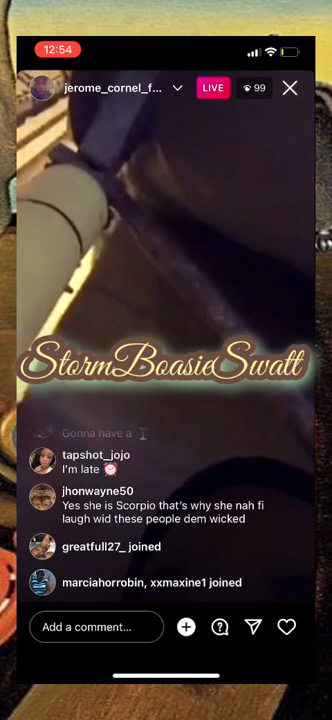 12:54
jerome_cornel_f...
LIVE
99
StormBoasieSwatt
Gonna have a
tapshot_jojo
I'm late
jhonwayne50
Yes she is Scorpio that's why she nah fi
laugh wid these people dem wicked
greatfull27_ joined
marciahorrobin, xxmaxine1 joined
Add a comment...